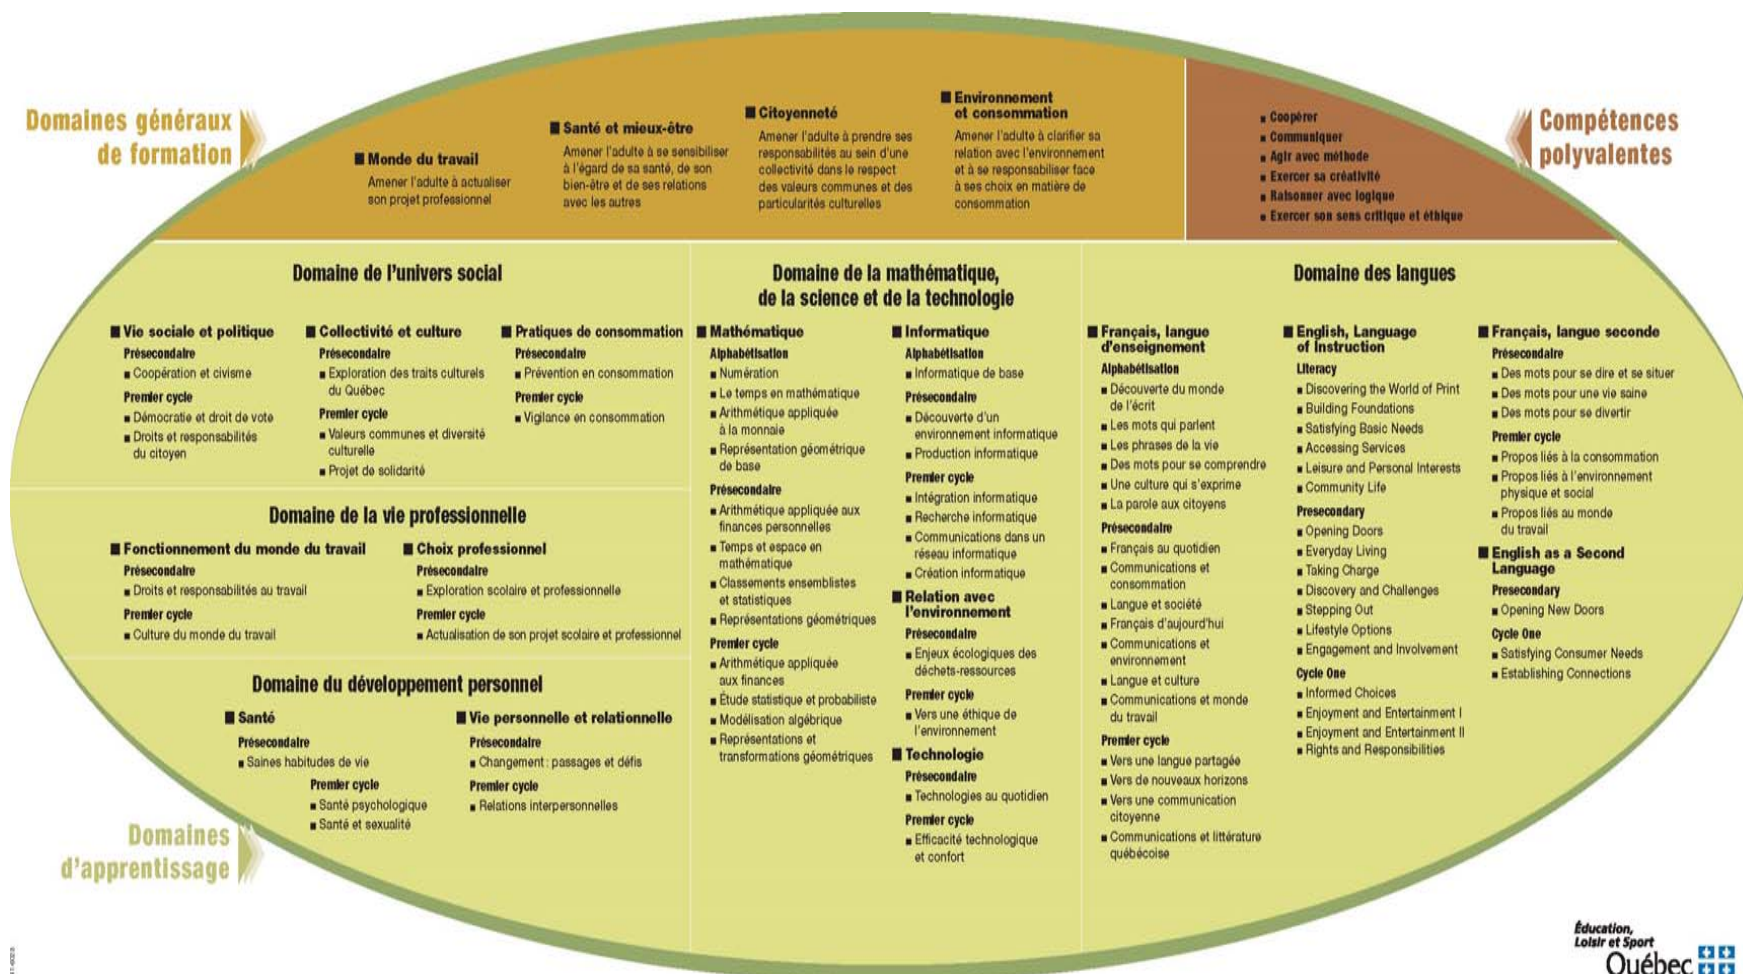 Domaines généraux
de formation
Monde du travail
Amener l'adulte à actualiser
son projet professionnel
Santé et mieux-être
Amener l'adulte à se sensibiliser
à l'égard de sa santé, de son
bien-être et de ses relations
avec les autres
Citoyenneté
Amener l'adulte à prendre ses
responsabilités au sein d'une
collectivité dans le respect
des valeurs communes et des
particularités culturelles
Environnement
et consommation
Amener l'adulte à clarifier sa
relation avec l'environnement
et à se responsabiliser face
à ses choix en matière de
consommation
Coopérer
Communiquer
Agir avec méthode
Exercer sa créativité
Raisonner avec logique
Exercer son sens critique et éthique
Compétences
polyvalentes
Domaine de l'univers social
Vie sociale et politique
Présecondaire
Coopération et civisme
Premier cycle
Démocratie et droit de vote
Droits et responsabilités
du citoyen
Collectivité et culture
Présecondaire
Exploration des traits culturels
du Québec
Premier cycle
Valeurs communes et diversité
culturelle
Projet de solidarité
Pratiques de consommation
Présecondaire
Prévention en consommation
Premier cycle
Vigilance en consommation
Domaine de la vie professionnelle
Fonctionnement du monde du travail
Présecondaire
Droits et responsabilités au travail
Premier cycle
Culture du monde du travail
Choix professionnel
Présecondaire
Exploration scolaire et professionnelle
Premier cycle
Actualisation de son projet scolaire et professionnel
Domaine du développement personnel
Santé
Présecondaire
Saines habitudes de vie
Premier cycle
Santé psychologique
Santé et sexualité
Vie personnelle et relationnelle
Présecondaire
Changement : passages et défis
Premier cycle
Relations interpersonnelles
Domaines
d'apprentissage
Domaine de la mathématique,
de la science et de la technologie
Mathématique
Alphabétisation
Numération
Le temps en mathématique
Arithmétique appliquée
à la monnaie
Représentation géométrique
de base
Présecondaire
Arithmétique appliquée aux
finances personnelles
Temps et espace en
mathématique
Classements ensemblistes
et statistiques
Représentations géométriques
Premier cycle
Arithmétique appliquée
aux finances
Étude statistique et probabiliste
Modélisation algébrique
Représentations et
transformations géométriques
Informatique
Alphabétisation
Informatique de base
Présecondaire
Découverte d'un
environnement informatique
Production informatique
Premier cycle
Intégration informatique
Recherche informatique
Communications dans un
réseau informatique
Création informatique
Relation avec
l'environnement
Présecondaire
Enjeux écologiques des
déchets-ressources
Premier cycle
Vers une éthique de
l'environnement
Technologie
Présecondaire
Technologies au quotidien
Premier cycle
Efficacité technologique
et confort
Domaine des langues
Français, langue
d'enseignement
Alphabétisation
Découverte du monde
de l'écrit
Les mots qui parlent
Les phrases de la vie
Des mots pour se comprendre
Une culture qui s'exprime
La parole aux citoyens
Présecondaire
Français au quotidien
Communications et
consommation
Langue et société
Français d'aujourd'hui
Communications et
environnement
Langue et culture
Communications et monde
du travail
Premier cycle
Vers une langue partagée
Vers de nouveaux horizons
Vers une communication
citoyenne
Communications et littérature
québécoise
English, Language
of Instruction
Literacy
Discovering the World of Print
Building Foundations
Satisfying Basic Needs
Accessing Services
Leisure and Personal Interests
Community Life
Presecondary
Opening Doors
Everyday Living
Taking Charge
Discovery and Challenges
Stepping Out
Lifestyle Options
Engagement and Involvement
Cycle One
Informed Choices
Enjoyment and Entertainment I
Enjoyment and Entertainment II
Rights and Responsibilities
Français, langue seconde
Présecondaire
Des mots pour se dire et se situer
Des mots pour une vie saine
Des mots pour se divertir
Premier cycle
Propos liés à la consommation
Propos liés à l'environnement
physique et social
Propos liés au monde
du travail
English as a Second
Language
Presecondary
Opening New Doors
Cycle One
Satisfying Consumer Needs
Establishing Connections
Éducation,
Loisir et Sport
Québec